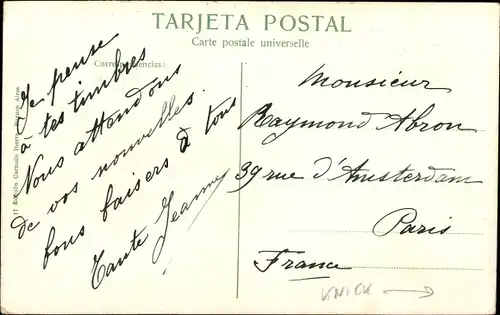 TARJETA POSTAL
Carte postale universelle
Correspondencias:
Je pense
à tes timbres
Nous attendons
de vos nouvelles.
bons baisers à tous
Tante Jeanne
Monsieur
Raymond Abron
39 rue d'Amsterdam
Paris
France